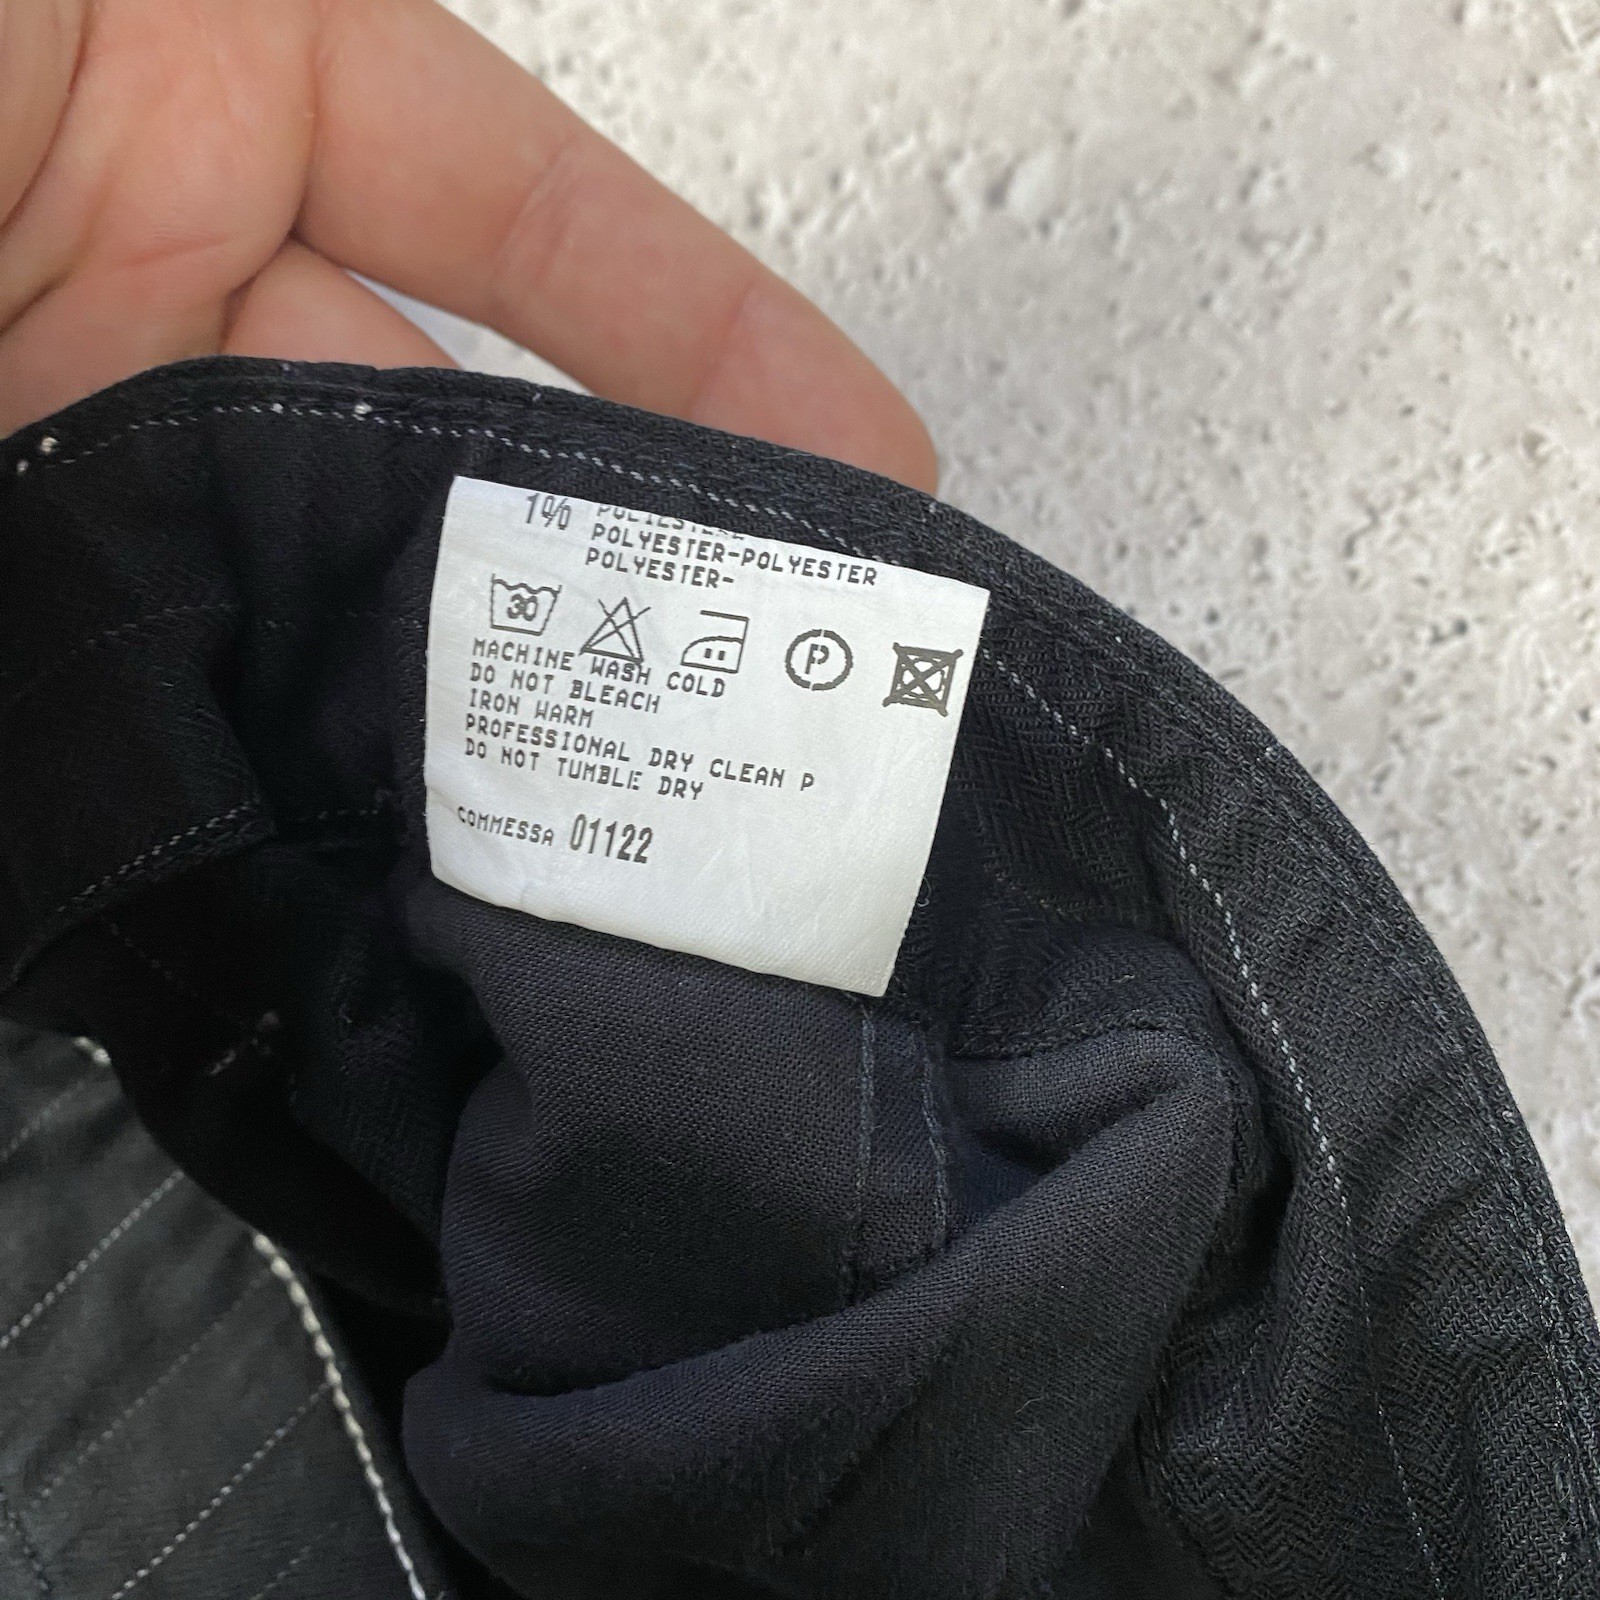 1% POLIESTERE
POLYESTER-POLYESTER
POLYESTER-
30
P
MACHINE WASH COLD
DO NOT BLEACH
IRON WARM
PROFESSIONAL DRY CLEAN P
DO NOT TUMBLE DRY
COMMESSA 01122